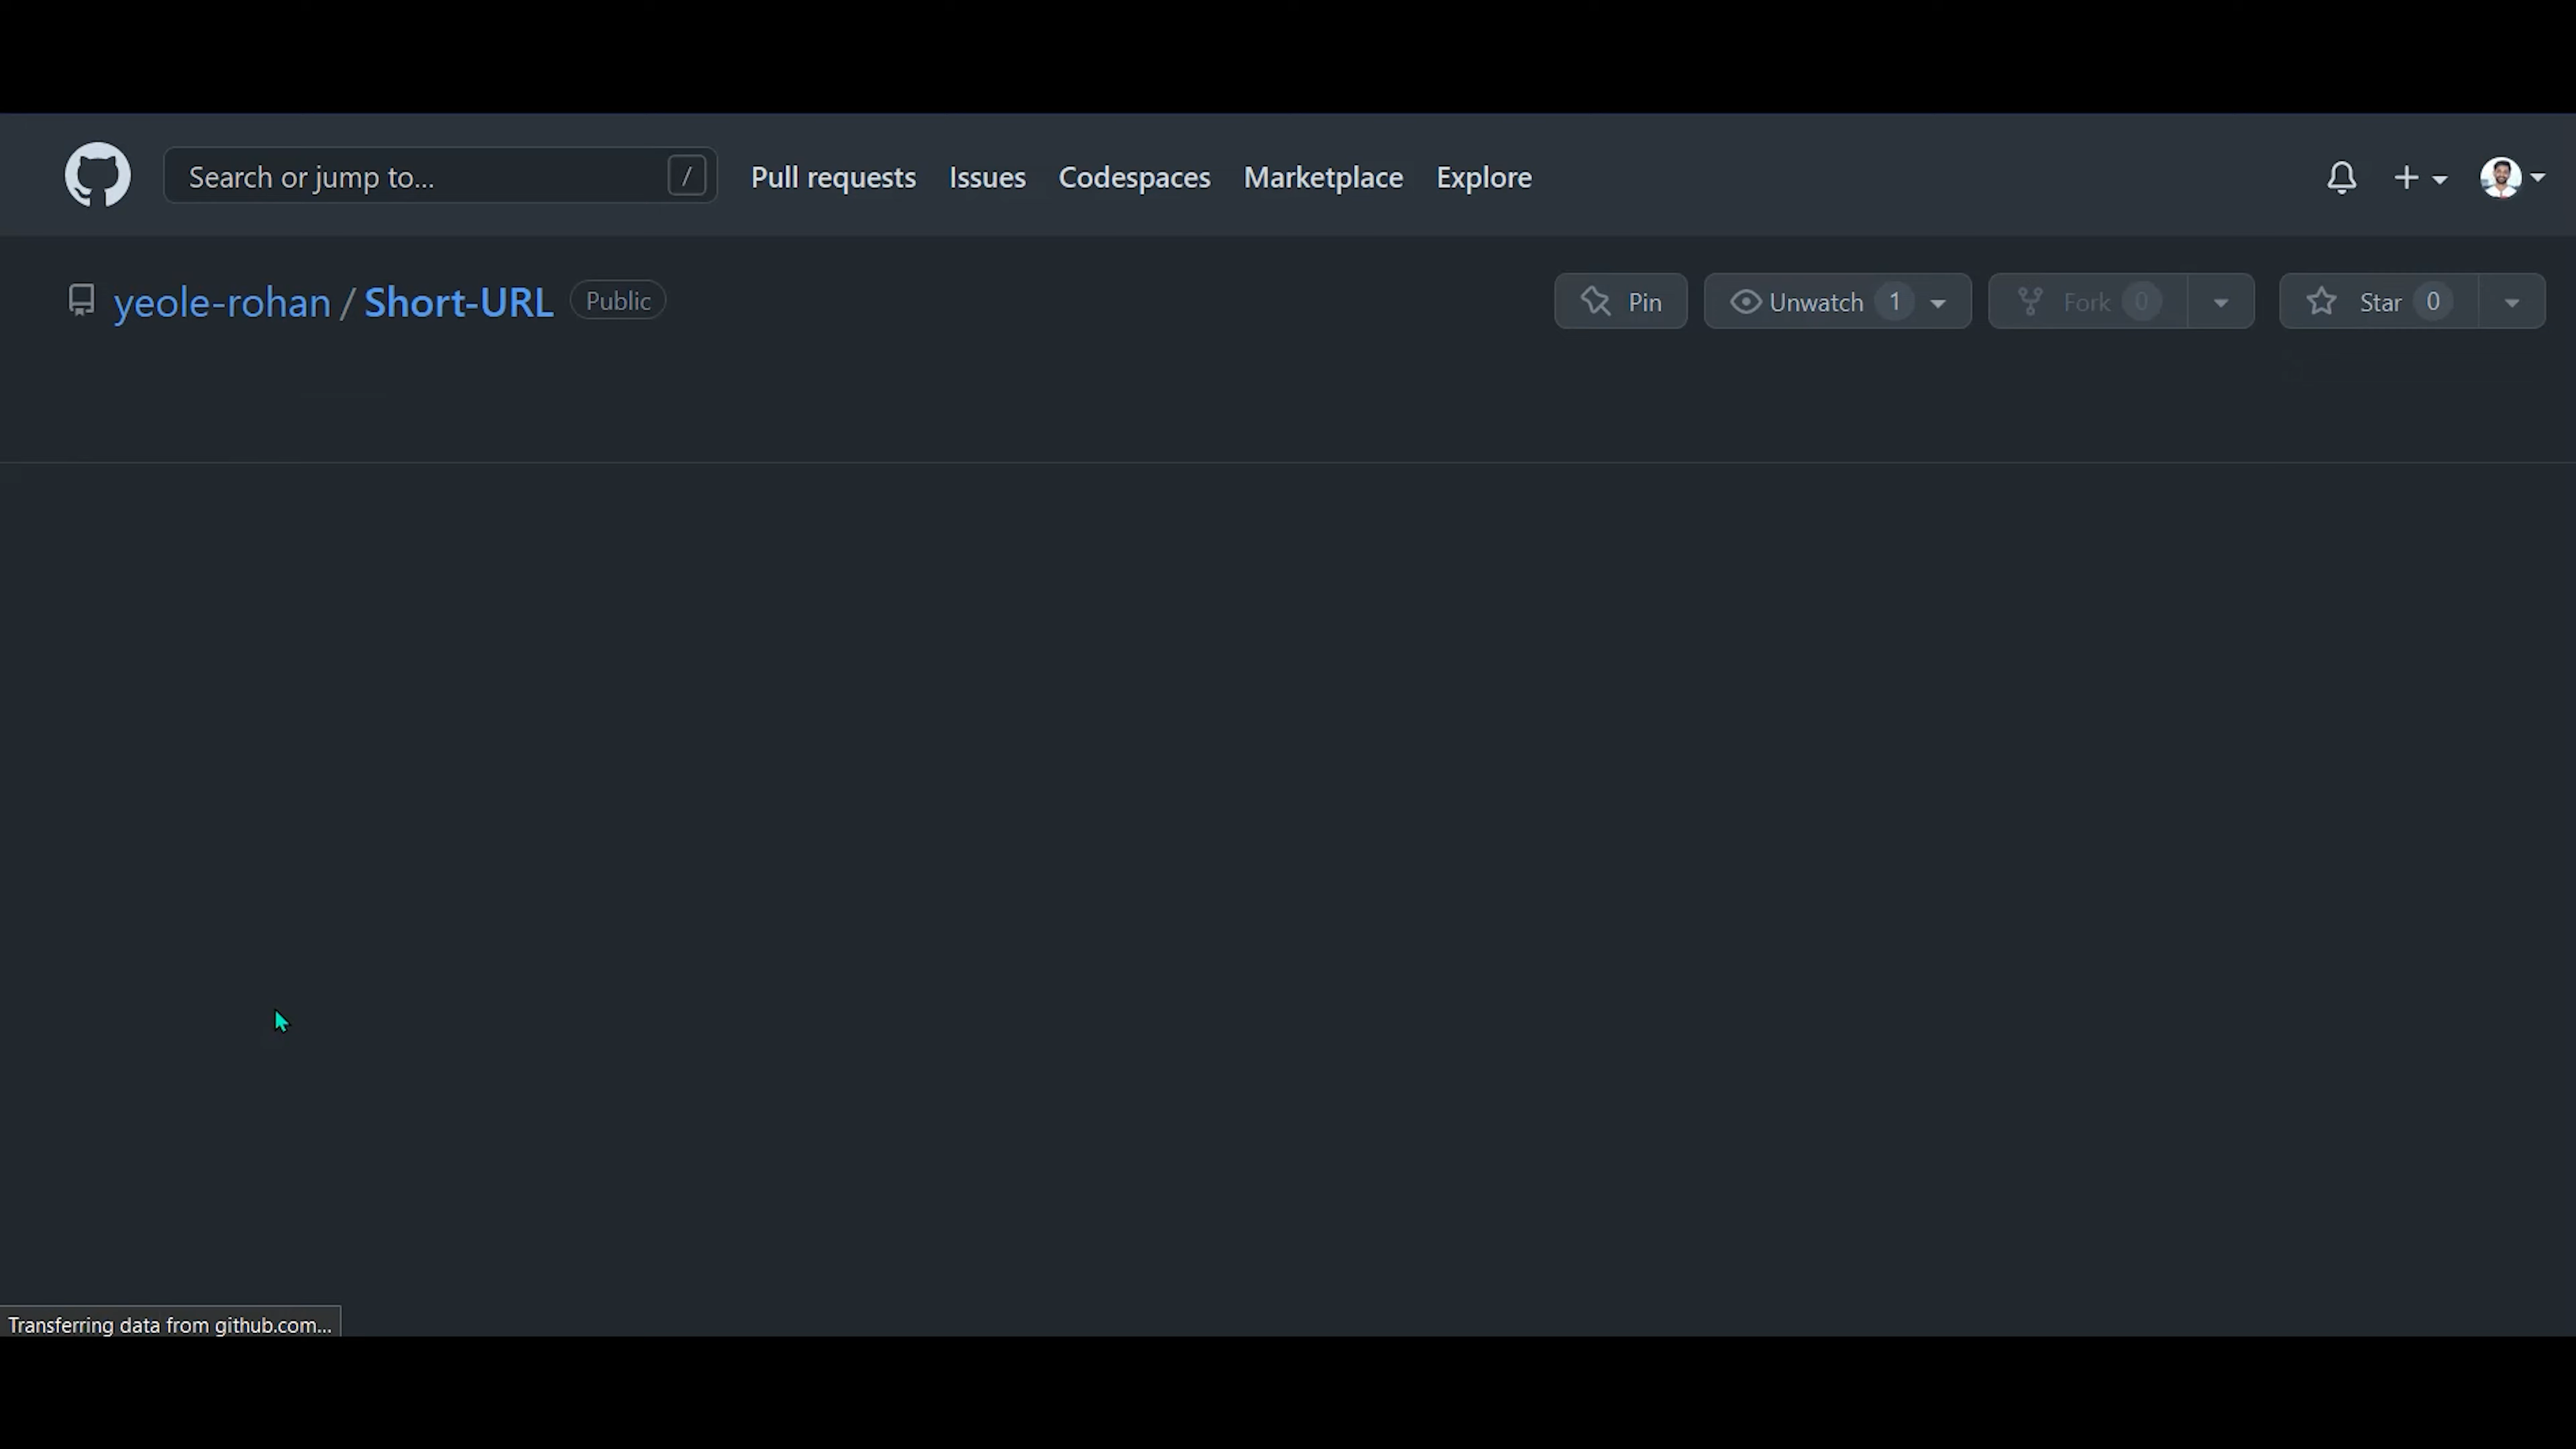 Search or jump to... / Pull requests Issues Codespaces Marketplace Explore
yeole-rohan / Short-URL Public Pin Unwatch 1 Fork 0 Star 0
Transferring data from github.com...